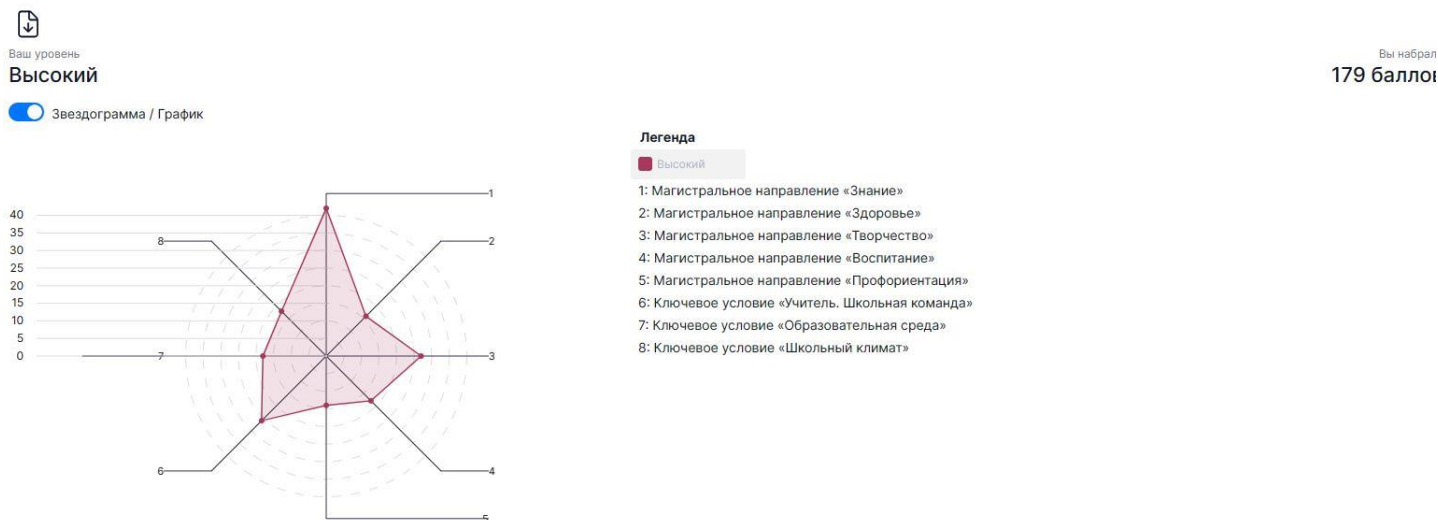 Ваш уровень
Высокий
Вы набрал
179 баллов
Звездограмма / График
Легенда
Высокий
1: Магистральное направление «Знание»
2: Магистральное направление «Здоровье»
3: Магистральное направление «Творчество»
4: Магистральное направление «Воспитание»
5: Магистральное направление «Профориентация»
6: Ключевое условие «Учитель. Школьная команда»
7: Ключевое условие «Образовательная среда»
8: Ключевое условие «Школьный климат»
40
35
30
25
20
15
10
5
0
1
2
3
4
5
6
7
8